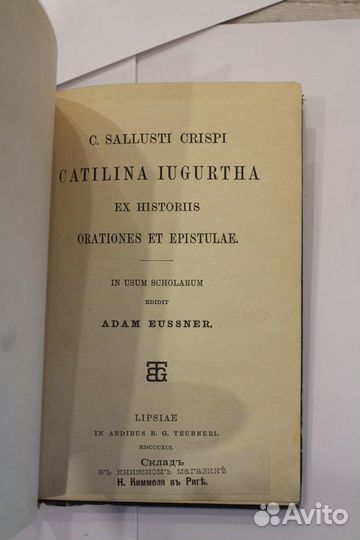 C. SALLUSTI CRISPI
CATILINA IUGURTHA
EX HISTORIIS
ORATIONES ET EPISTULAE.
IN USUM SCHOLARUM
EDIDIT
ADAM EUSSNER.
BTG
LIPSIAE
IN AEDIBUS B. G. TEUBNERI.
MDCCCXCI.
Складъ
въ книжномъ магазинѣ
Н. Киммеля въ Ригѣ.
Avito